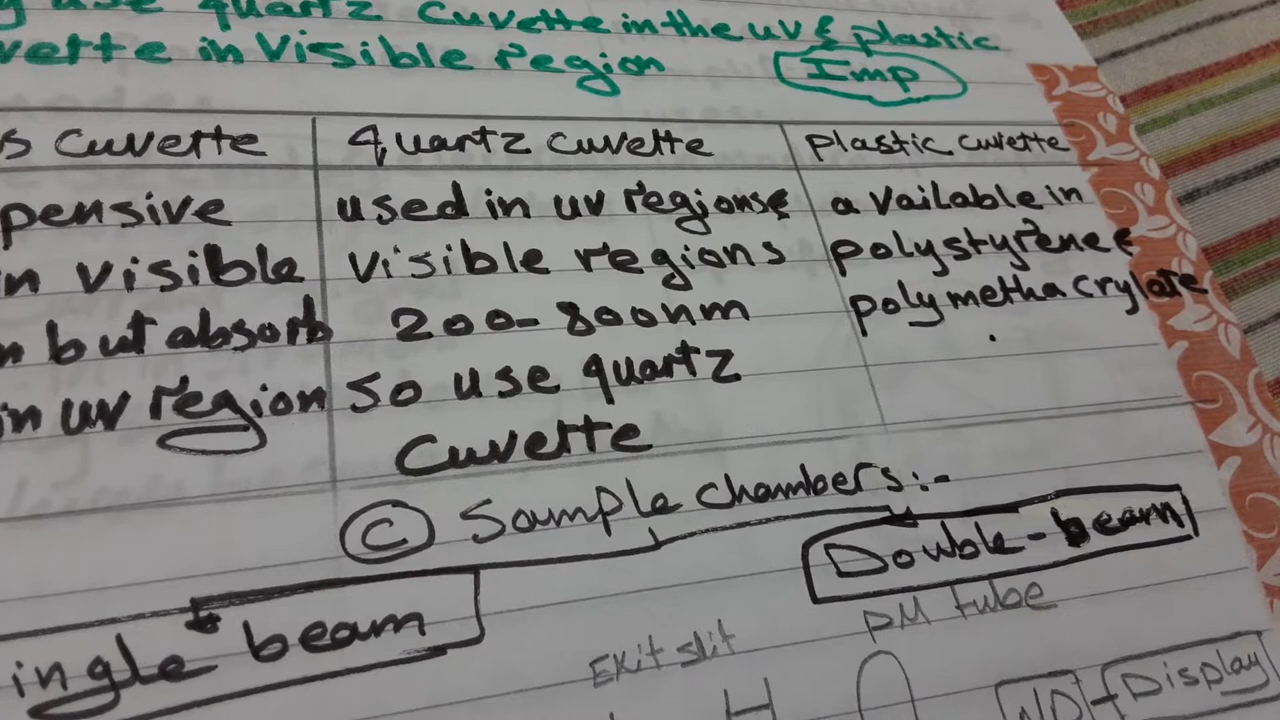 use quartz Cuvette in the uv & plastic
vette in Visible region Imp
s Cuvette quartz cuvette plastic cuvette
pensive used in uv regions & available in
in visible visible regions polystyrene &
n but absorb 200-800nm polymethacrylate
in uv region so use quartz
Cuvette
C Sample chambers:-
Double-beam
ingle beam
PM tube
Exit slit
Display